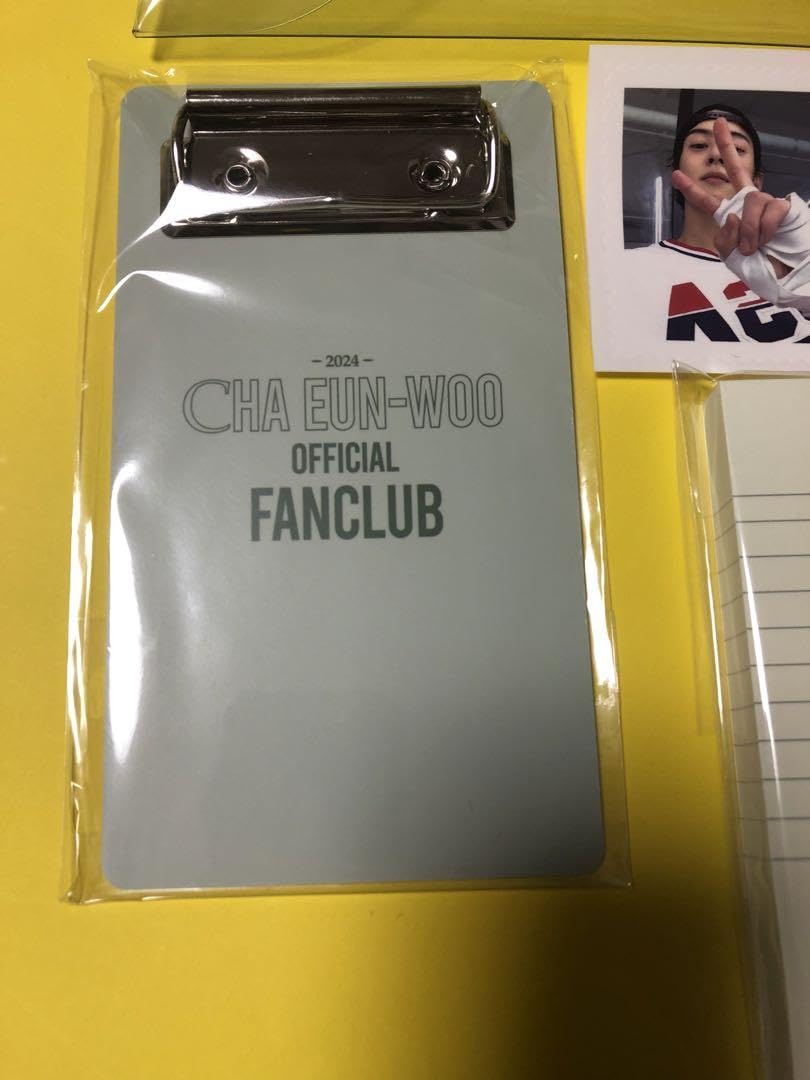 - 2024 -
CHA EUN-WOO
OFFICIAL
FANCLUB